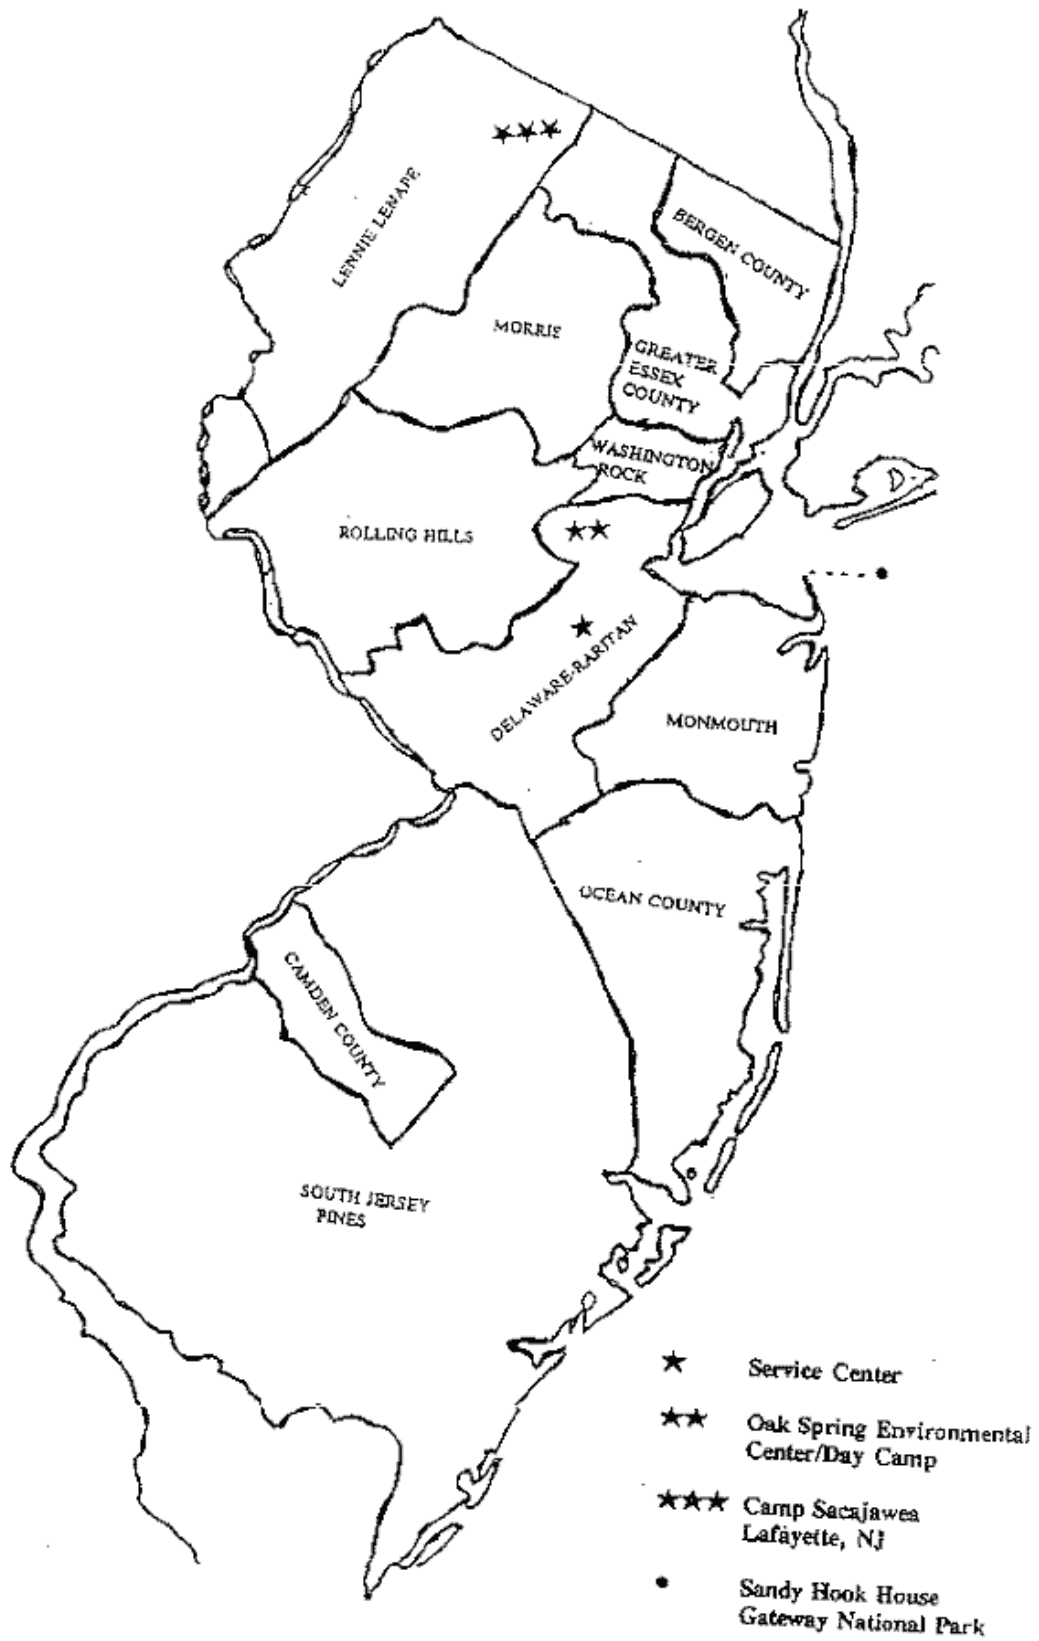 LENNIE LENAPE
BERGEN COUNTY
MORRIS
GREATER
ESSEX
COUNTY
WASHINGTON
ROCK
ROLLING HILLS
DELAWARE-RARITAN
MONMOUTH
OCEAN COUNTY
CAMDEN COUNTY
SOUTH JERSEY
PINES
Service Center
Oak Spring Environmental
Center/Day Camp
Camp Sacajawea
Lafayette, NJ
Sandy Hook House
Gateway National Park